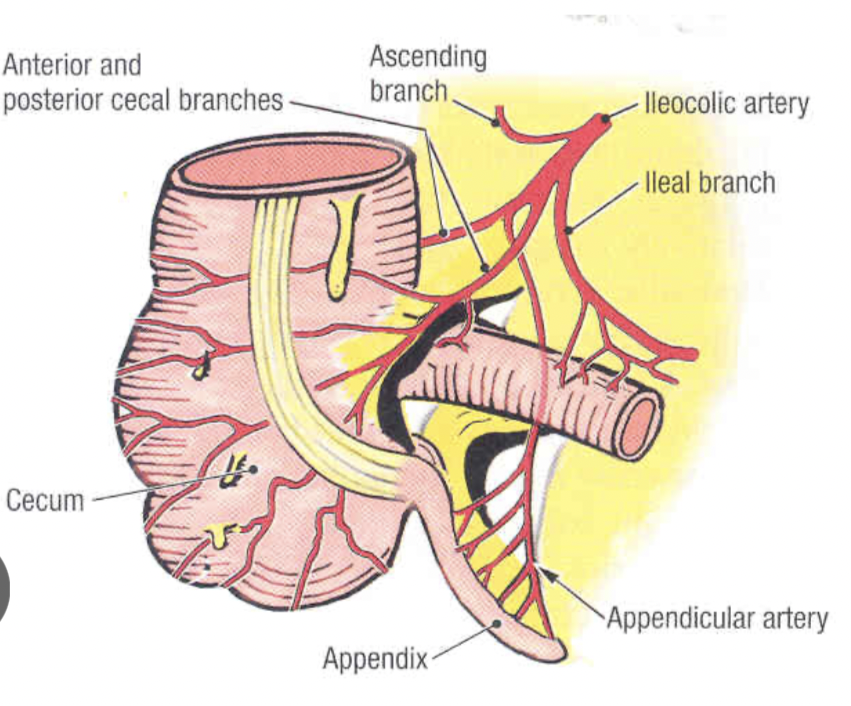 Anterior and
posterior cecal branches
Ascending
branch
Ileocolic artery
Ileal branch
Cecum
Appendicular artery
Appendix